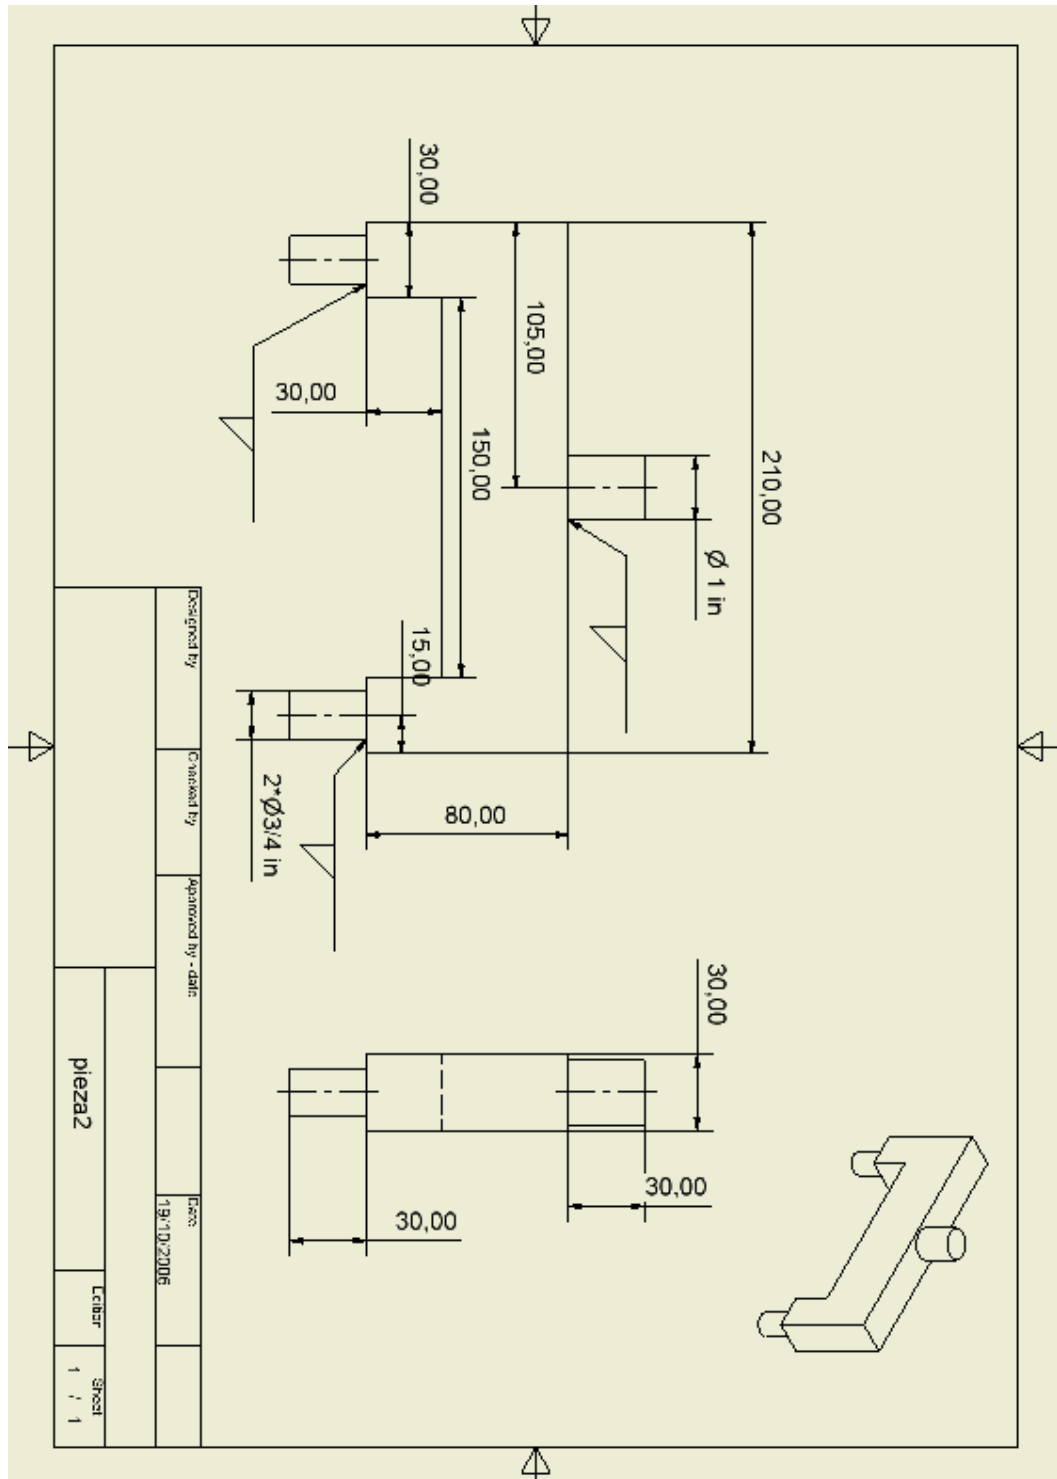 210,00
Ø 1 in
105,00
30,00
150,00
30,00
15,00
2*Ø3/4 in
80,00
30,00
30,00
30,00
Designed by
Checked by
Approved by - date
Date
19/10/2006
pieza2
Edition
Sheet
1 / 1